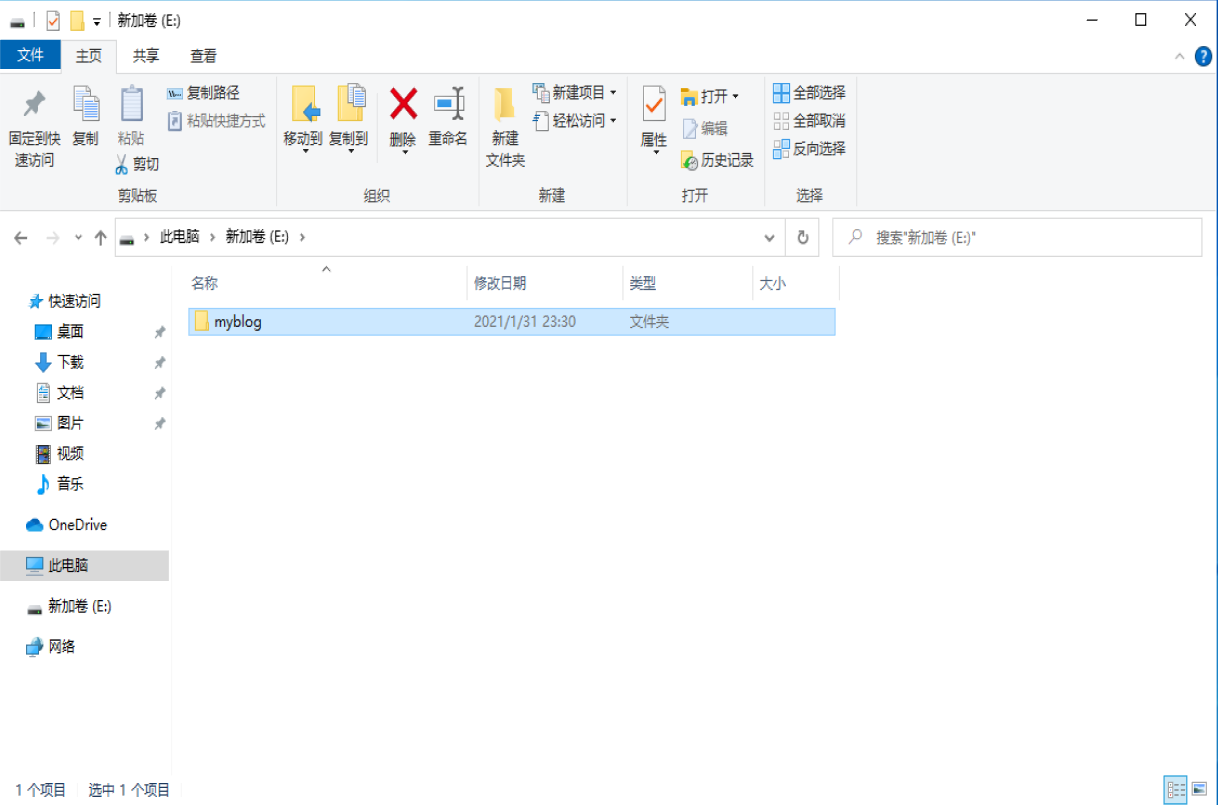 新加卷 (E:)
文件 主页 共享 查看
固定到快速访问
复制
粘贴
复制路径
粘贴快捷方式
剪切
剪贴板
移动到 复制到 删除 重命名
组织
新建文件夹
新建项目
轻松访问
新建
属性
打开
编辑
历史记录
打开
全部选择
全部取消
反向选择
选择
此电脑 › 新加卷 (E:) ›
搜索"新加卷 (E:)"
名称 修改日期 类型 大小
myblog 2021/1/31 23:30 文件夹
快速访问
桌面
下载
文档
图片
视频
音乐
OneDrive
此电脑
新加卷 (E:)
网络
1 个项目 选中 1 个项目